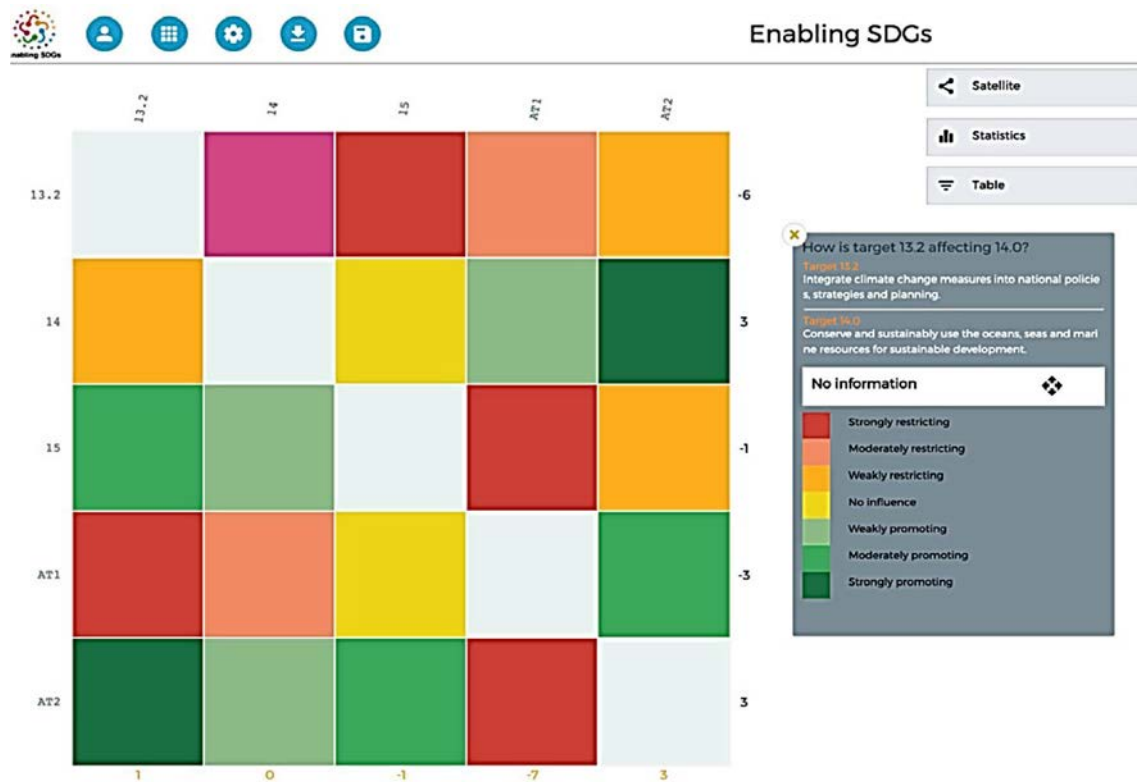 nabling SDGs
Enabling SDGs
Satellite
Statistics
Table
13.2
14
15
AT1
AT2
13.2
-6
14
3
15
-1
AT1
-3
AT2
3
1
0
-1
-7
3
How is target 13.2 affecting 14.0?
Target 13.2
Integrate climate change measures into national policie
s, strategies and planning.
Target 14.0
Conserve and sustainably use the oceans, seas and mari
ne resources for sustainable development.
No information
Strongly restricting
Moderately restricting
Weakly restricting
No influence
Weakly promoting
Moderately promoting
Strongly promoting